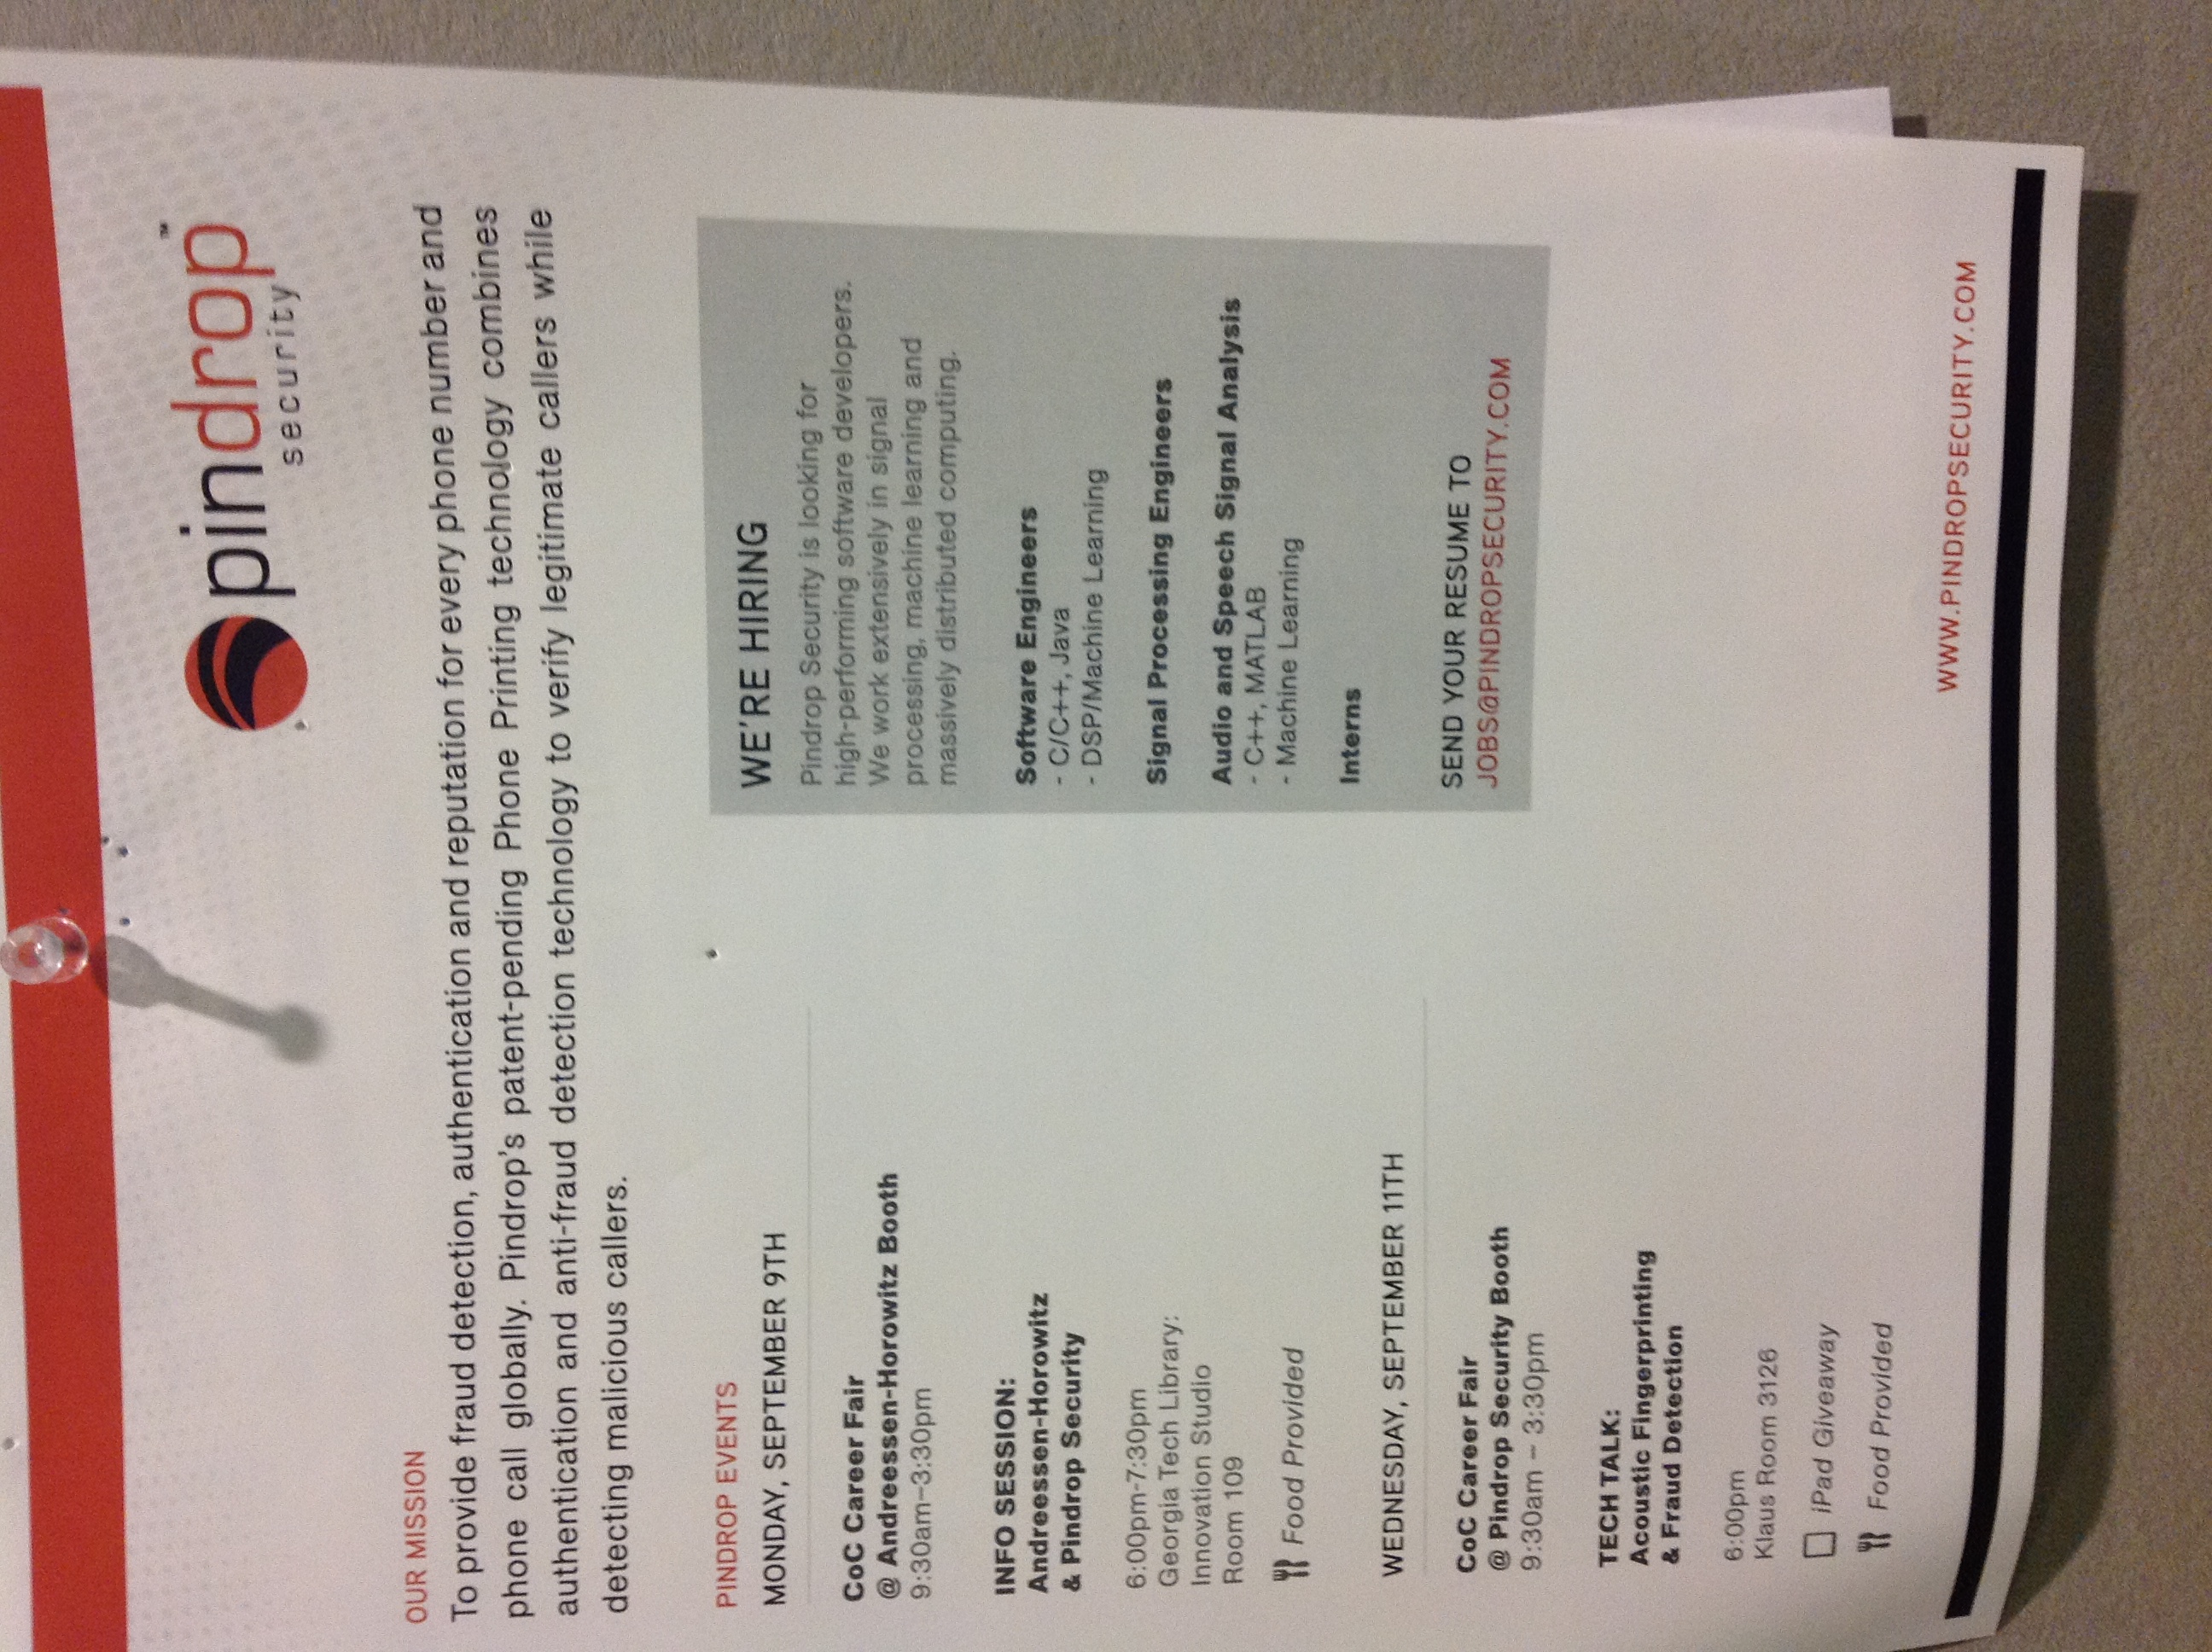 pindrop™
security
OUR MISSION
To provide fraud detection, authentication and reputation for every phone number and
phone call globally. Pindrop's patent-pending Phone Printing technology combines
authentication and anti-fraud detection technology to verify legitimate callers while
detecting malicious callers.
PINDROP EVENTS
MONDAY, SEPTEMBER 9TH
CoC Career Fair
@ Andreessen-Horowitz Booth
9:30am–3:30pm
INFO SESSION:
Andreessen-Horowitz
& Pindrop Security
6:00pm-7:30pm
Georgia Tech Library:
Innovation Studio
Room 109
Food Provided
WEDNESDAY, SEPTEMBER 11TH
CoC Career Fair
@ Pindrop Security Booth
9:30am – 3:30pm
TECH TALK:
Acoustic Fingerprinting
& Fraud Detection
6:00pm
Klaus Room 3126
iPad Giveaway
Food Provided
WE'RE HIRING
Pindrop Security is looking for
high-performing software developers.
We work extensively in signal
processing, machine learning and
massively distributed computing.
Software Engineers
- C/C++, Java
- DSP/Machine Learning
Signal Processing Engineers
Audio and Speech Signal Analysis
- C++, MATLAB
- Machine Learning
Interns
SEND YOUR RESUME TO
JOBS@PINDROPSECURITY.COM
WWW.PINDROPSECURITY.COM